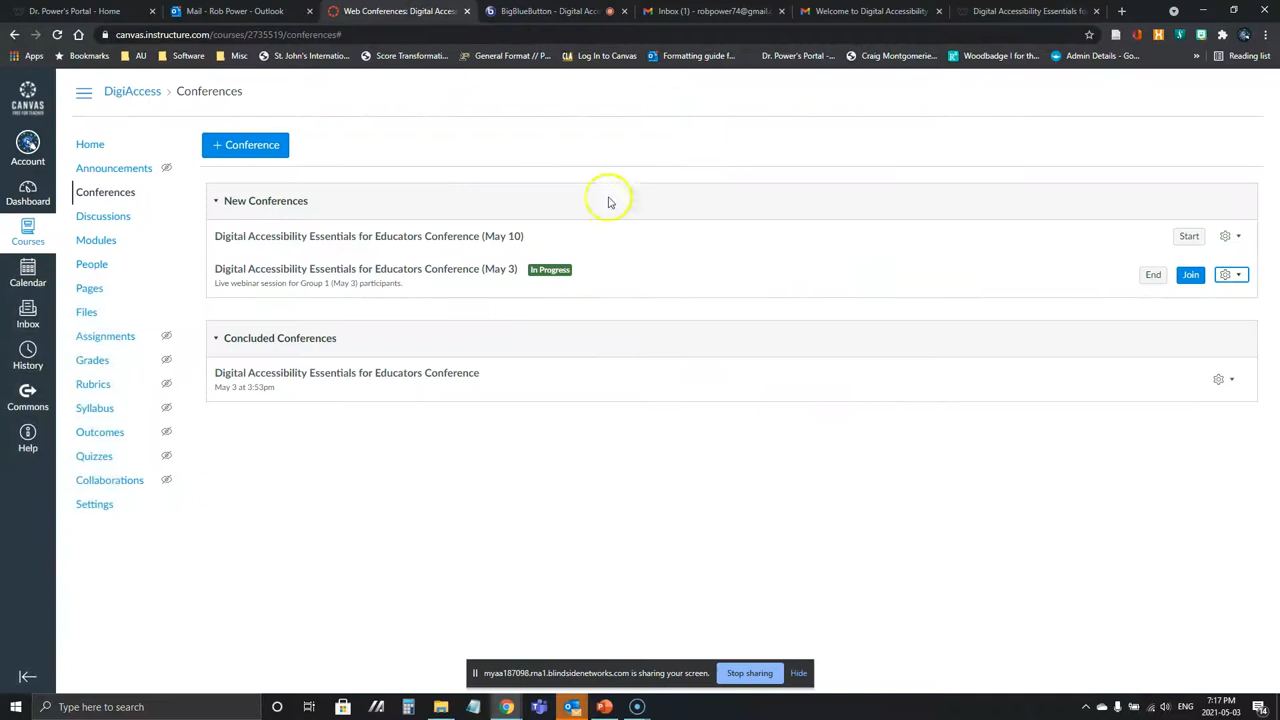 Dr. Power's Portal - Home
Mail - Rob Power - Outlook
Web Conferences: Digital Access
BigBlueButton - Digital Acc
Inbox (1) - robpower74@gmail.
Welcome to Digital Accessibility
Digital Accessibility Essentials fo
canvas.instructure.com/courses/2735519/conferences#
Apps
Bookmarks
AU
Software
Misc
St. John's Internatio...
Score Transformati...
General Format // P...
Log In to Canvas
Formatting guide f...
Dr. Power's Portal -...
Craig Montgomerie...
Woodbadge I for th...
Admin Details - Go...
»
Reading list
CANVAS
FREE FOR TEACHER
Account
Dashboard
Courses
Calendar
Inbox
History
Commons
Help
DigiAccess › Conferences
Home
Announcements
Conferences
Discussions
Modules
People
Pages
Files
Assignments
Grades
Rubrics
Syllabus
Outcomes
Quizzes
Collaborations
Settings
+ Conference
New Conferences
Digital Accessibility Essentials for Educators Conference (May 10)
Start
Digital Accessibility Essentials for Educators Conference (May 3) In Progress
Live webinar session for Group 1 (May 3) participants.
End Join
Concluded Conferences
Digital Accessibility Essentials for Educators Conference
May 3 at 3:53pm
myaa187098.rna1.blindsidenetworks.com is sharing your screen.
Stop sharing
Hide
Type here to search
ENG
7:17 PM
2021-05-03
14